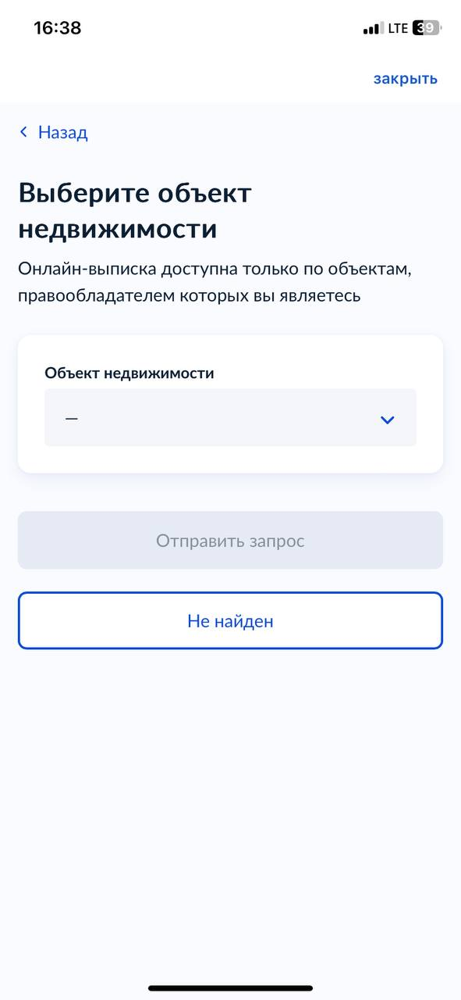 16:38
LTE 39
закрыть
Назад
Выберите объект
недвижимости
Онлайн-выписка доступна только по объектам,
правообладателем которых вы являетесь
Объект недвижимости
—
Отправить запрос
Не найден